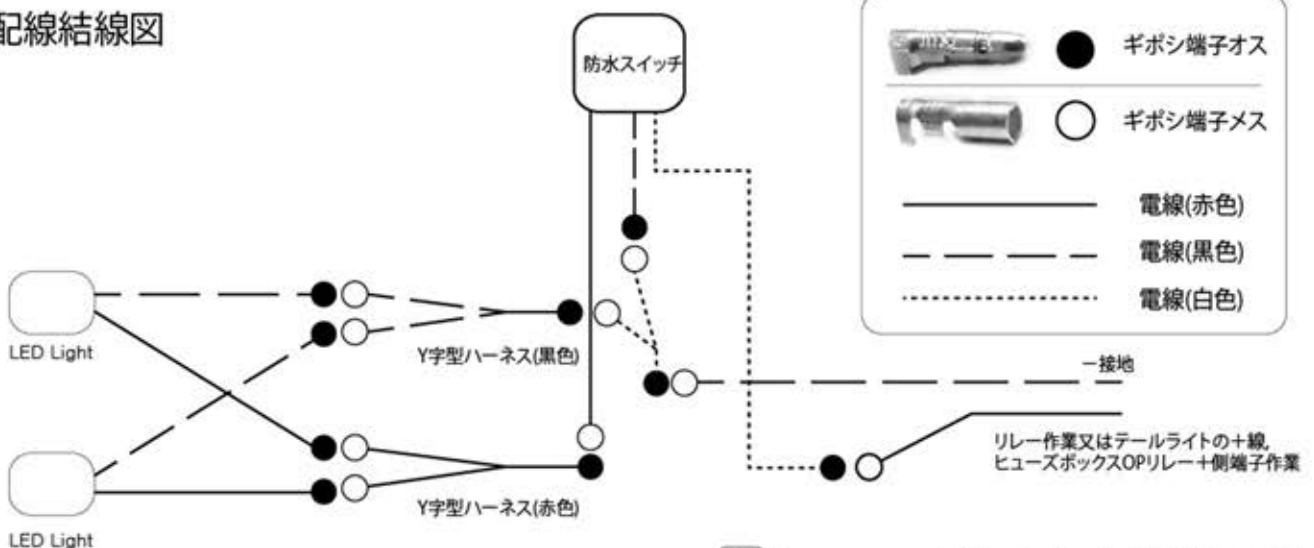 配線結線図
防水スイッチ
ギボシ端子オス
ギボシ端子メス
電線(赤色)
電線(黒色)
電線(白色)
LED Light
Y字型ハーネス(黒色)
ー接地
リレー作業又はテールライトの+線,
ヒューズボックスOPリレー+側端子作業
Y字型ハーネス(赤色)
LED Light